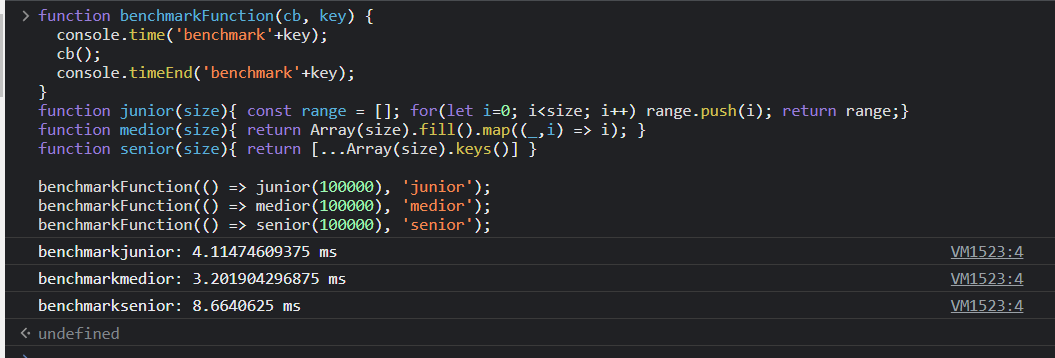 function benchmarkFunction(cb, key) {
  console.time('benchmark'+key);
  cb();
  console.timeEnd('benchmark'+key);
}
function junior(size){ const range = []; for(let i=0; i<size; i++) range.push(i); return range;}
function medior(size){ return Array(size).fill().map((_,i) => i); }
function senior(size){ return [...Array(size).keys()] }

benchmarkFunction(() => junior(100000), 'junior');
benchmarkFunction(() => medior(100000), 'medior');
benchmarkFunction(() => senior(100000), 'senior');
benchmarkjunior: 4.11474609375 ms VM1523:4
benchmarkmedior: 3.201904296875 ms VM1523:4
benchmarksenior: 8.6640625 ms VM1523:4
undefined